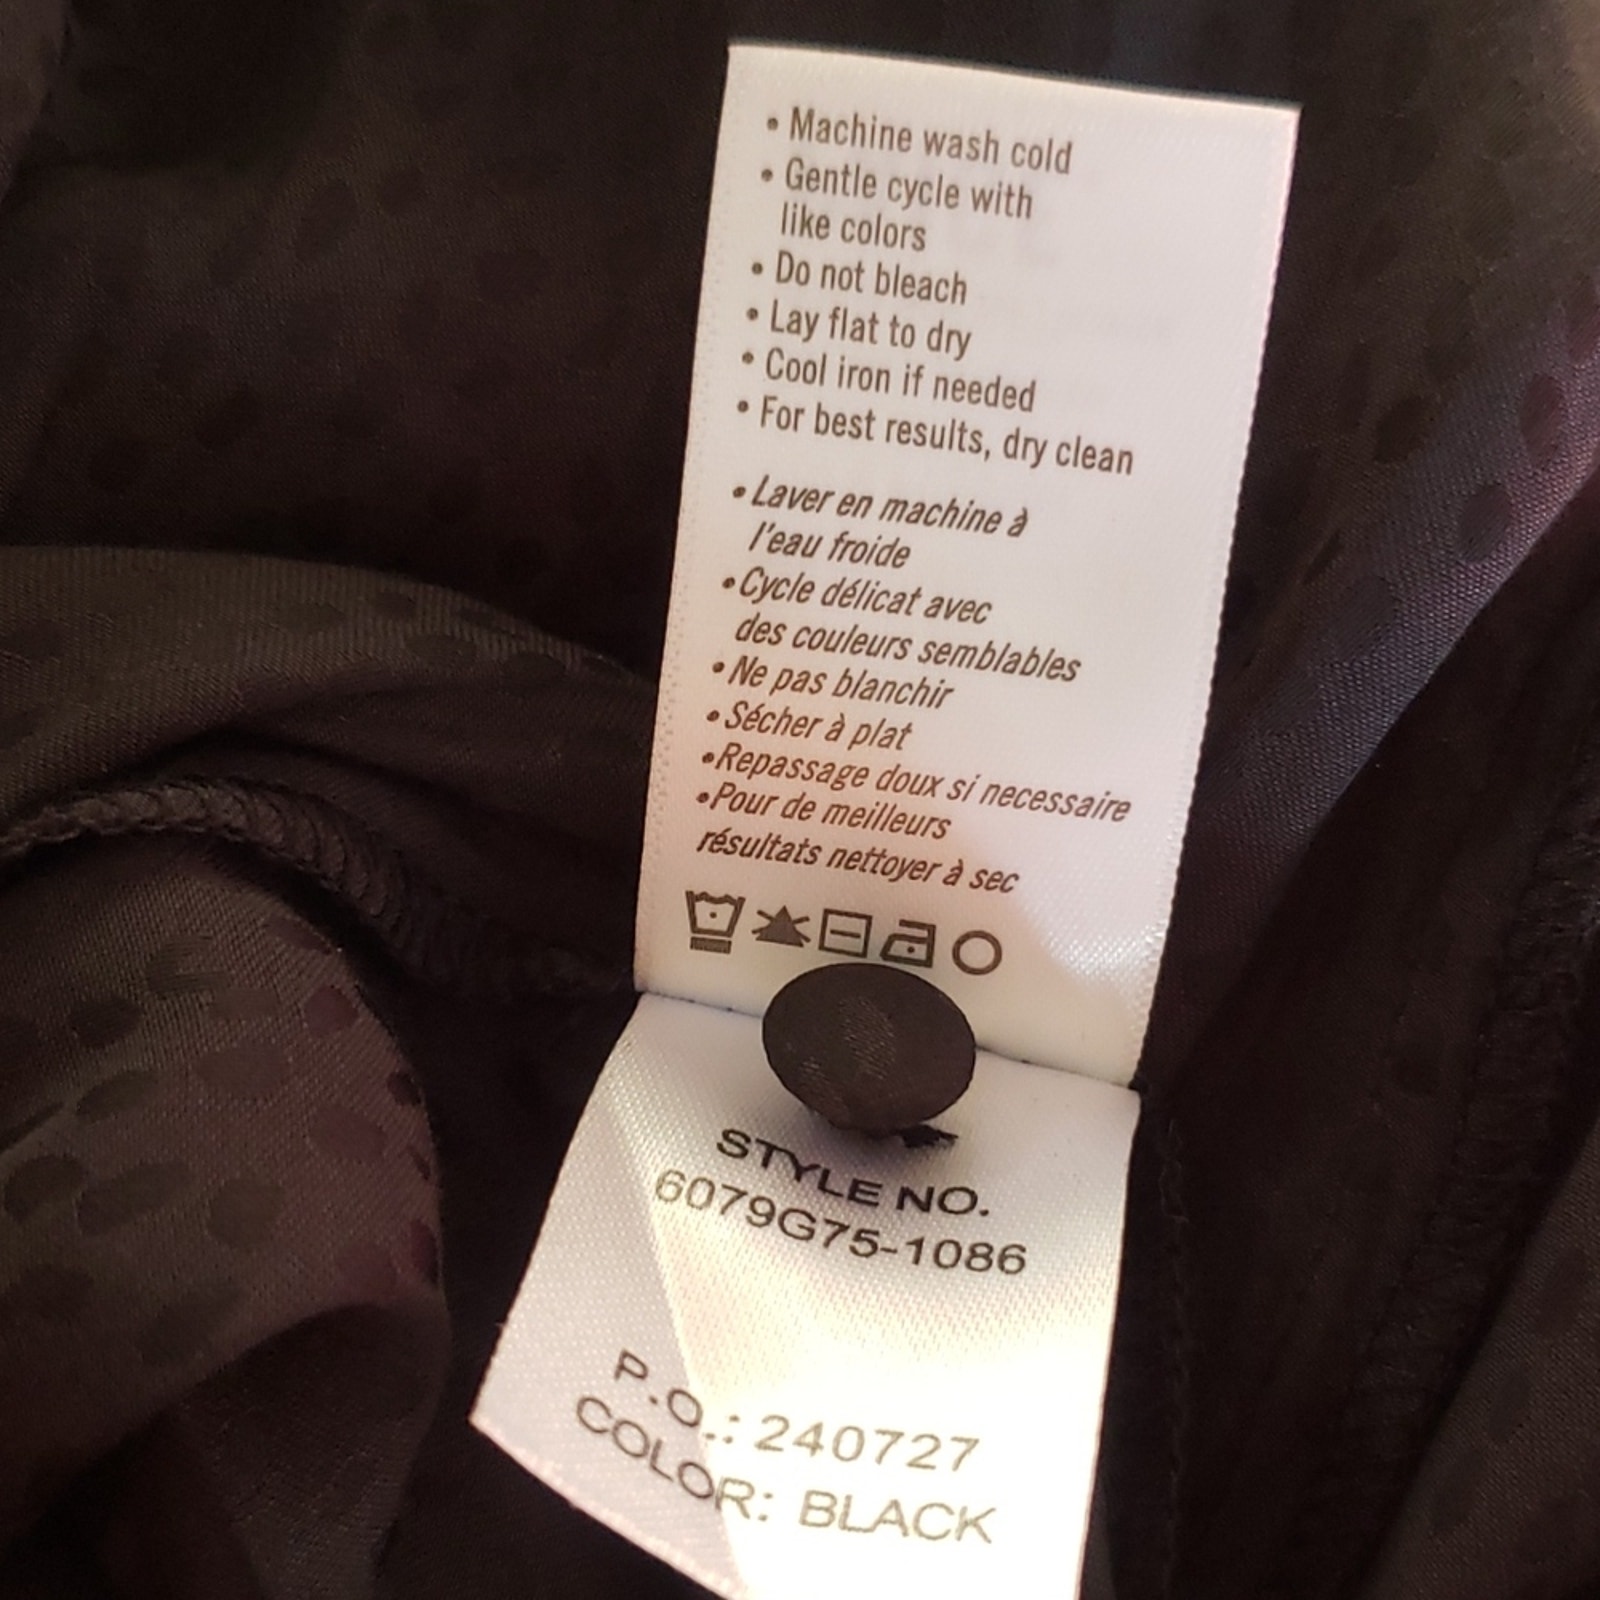 • Machine wash cold
• Gentle cycle with
like colors
• Do not bleach
• Lay flat to dry
• Cool iron if needed
• For best results, dry clean
• Laver en machine à
l'eau froide
• Cycle délicat avec
des couleurs semblables
• Ne pas blanchir
• Sécher à plat
• Repassage doux si necessaire
• Pour de meilleurs
résultats nettoyer à sec
STYLE NO.
6079G75-1086
P.O.: 240727
COLOR: BLACK